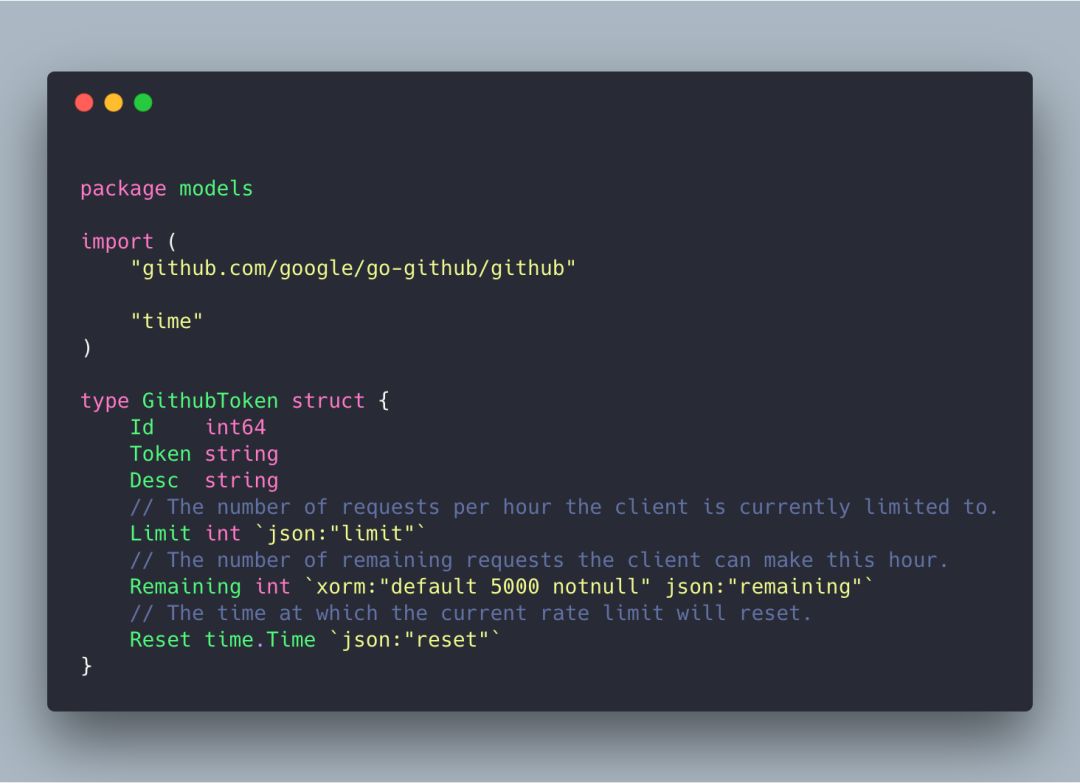 package models

import (
    "github.com/google/go-github/github"

    "time"
)

type GithubToken struct {
    Id    int64
    Token string
    Desc  string
    // The number of requests per hour the client is currently limited to.
    Limit int `json:"limit"`
    // The number of remaining requests the client can make this hour.
    Remaining int `xorm:"default 5000 notnull" json:"remaining"`
    // The time at which the current rate limit will reset.
    Reset time.Time `json:"reset"`
}